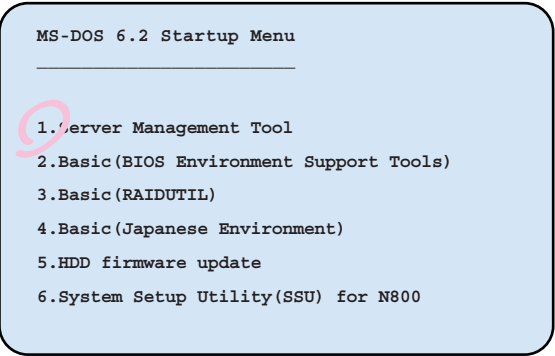 MS-DOS 6.2 Startup Menu
1.Server Management Tool
2.Basic(BIOS Environment Support Tools)
3.Basic(RAIDUTIL)
4.Basic(Japanese Environment)
5.HDD firmware update
6.System Setup Utility(SSU) for N800